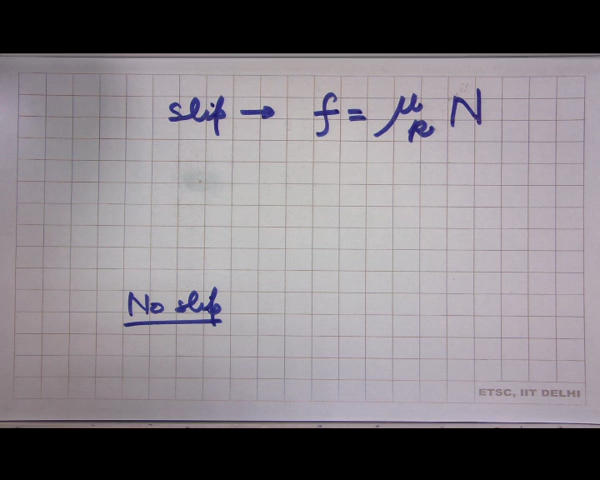 slip → f = μₖ N
No slip
ETSC, IIT DELHI